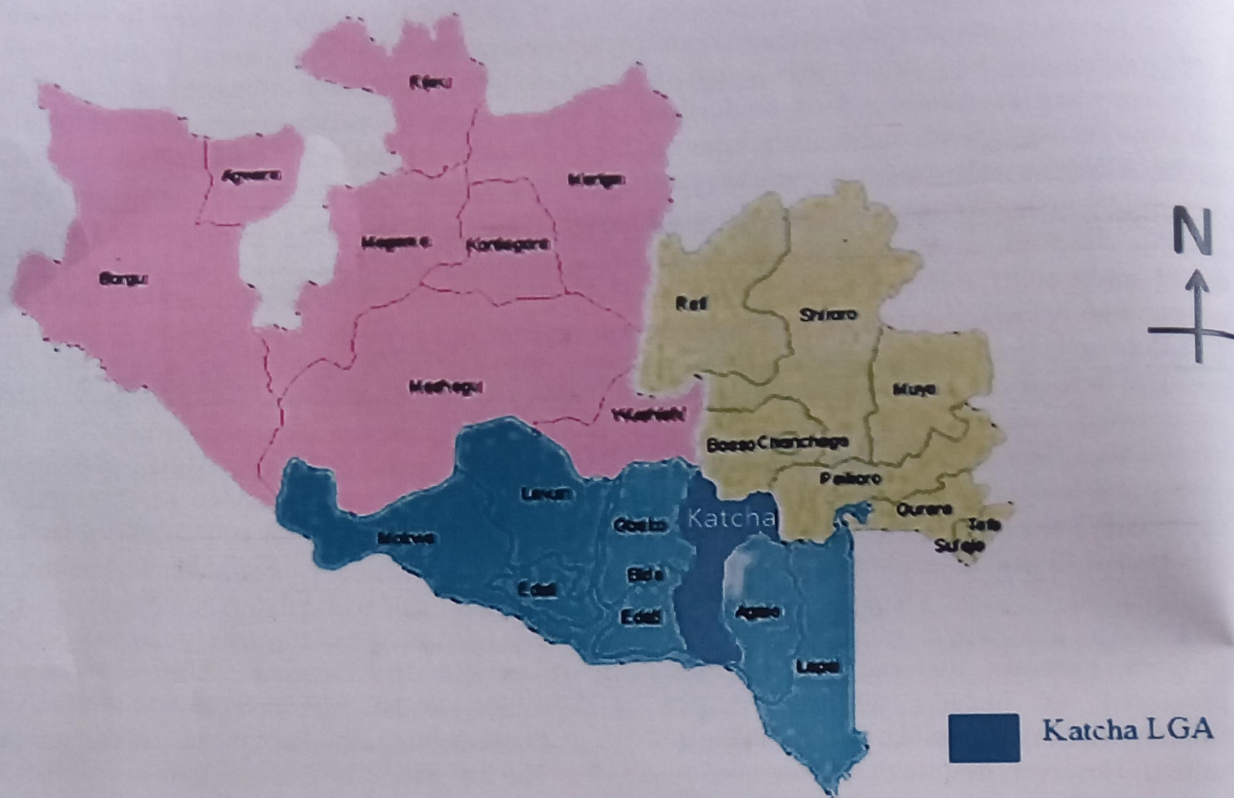 Rijau
Agwara
Mariga
N
Magama
Kontagora
Borgu
Rafi
Shiroro
Mashegu
Muya
Wushishi
Bosso Chanchaga
Paikoro
Lavun
Katcha
Gurara
Gbako
Tafa
Mokwa
Suleja
Bida
Edati
Agaie
Lapai
Katcha LGA